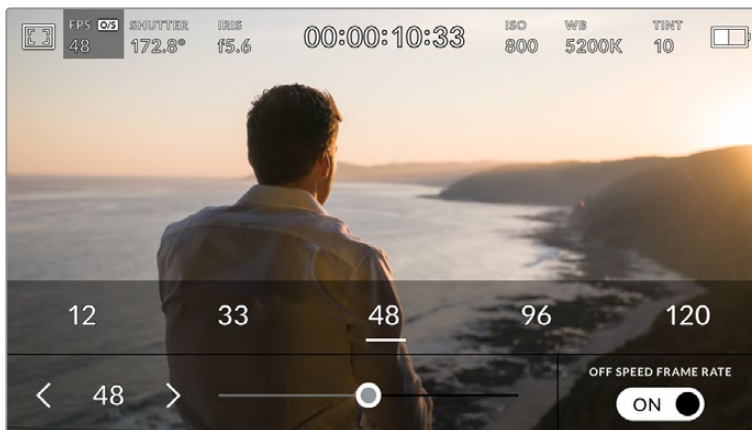 FPS O/S SHUTTER IRIS 00:00:10:33 ISO WB TINT
48 172.8° f5.6 800 5200K 10
12 33 48 96 120
OFF SPEED FRAME RATE
48 ON